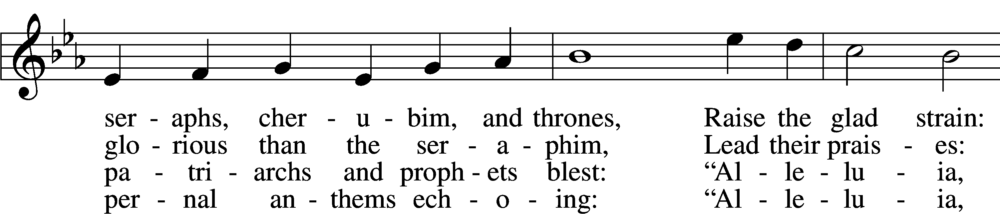 ser - aphs, cher - u - bim, and thrones, Raise the glad strain:
glo - rious than the ser - a - phim, Lead their prais - es:
pa - tri - archs and proph - ets blest: “Al - le - lu - ia,
per - nal an - thems ech - o - ing: “Al - le - lu - ia,